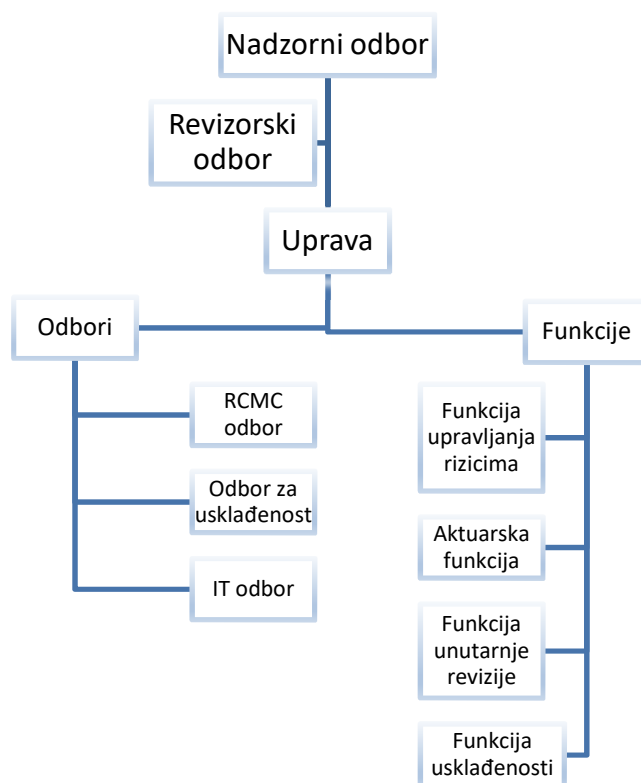 Nadzorni odbor
Revizorski
odbor
Uprava
Odbori
RCMC
odbor
Odbor za
usklađenost
IT odbor
Funkcije
Funkcija
upravljanja
rizicima
Aktuarska
funkcija
Funkcija
unutarnje
revizije
Funkcija
usklađenosti